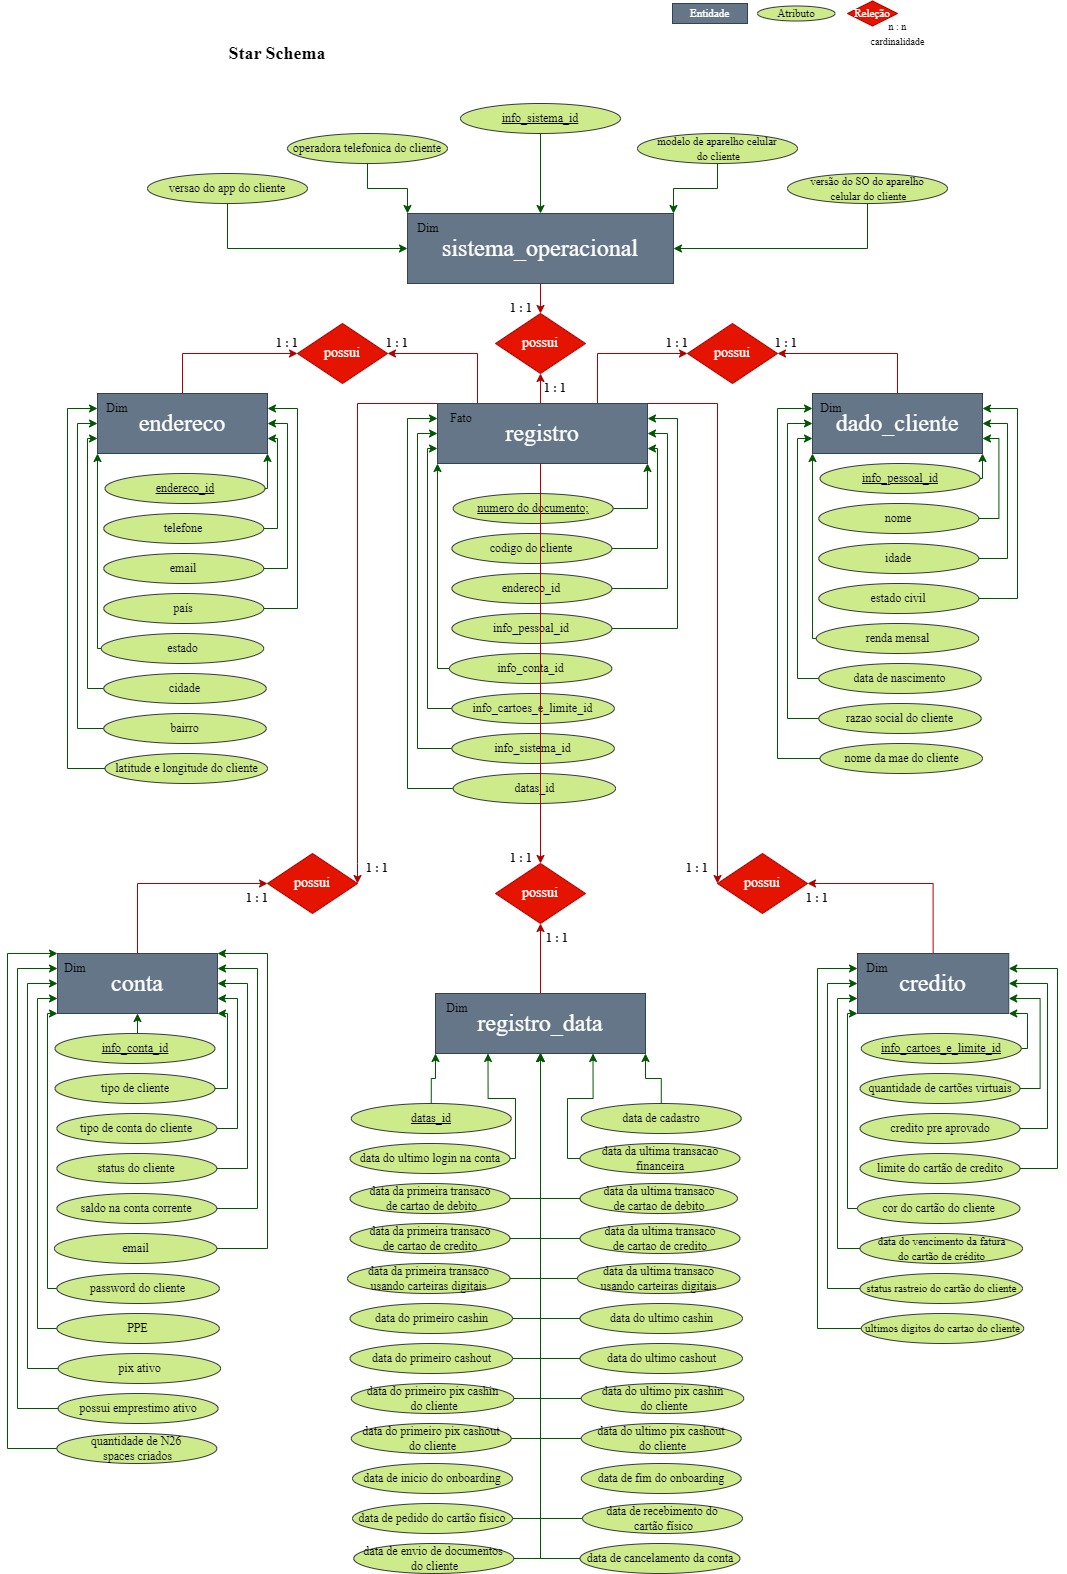 Entidade
Atributo
Releção
n : n
cardinalidade
Star Schema
info_sistema_id
operadora telefonica do cliente
modelo de aparelho celular
do cliente
versao do app do cliente
versão do SO do aparelho
celular do cliente
Dim
sistema_operacional
1 : 1
possui
1 : 1
1 : 1
possui
1 : 1
1 : 1
possui
1 : 1
Dim
endereco
endereco_id
telefone
email
país
estado
cidade
bairro
latitude e longitude do cliente
Fato
registro
numero do documento;
codigo do cliente
endereco_id
info_pessoal_id
info_conta_id
info_cartoes_e_limite_id
info_sistema_id
datas_id
Dim
dado_cliente
info_pessoal_id
nome
idade
estado civil
renda mensal
data de nascimento
razao social do cliente
nome da mae do cliente
possui
1 : 1
1 : 1
1 : 1
possui
1 : 1
1 : 1
possui
1 : 1
Dim
conta
info_conta_id
tipo de cliente
tipo de conta do cliente
status do cliente
saldo na conta corrente
email
password do cliente
PPE
pix ativo
possui emprestimo ativo
quantidade de N26
spaces criados
Dim
registro_data
datas_id
data de cadastro
data do ultimo login na conta
data da ultima transacao
financeira
data da primeira transaco
de cartao de debito
data da ultima transaco
de cartao de debito
data da primeira transaco
de cartao de credito
data da ultima transaco
de cartao de credito
data da primeira transaco
usando carteiras digitais
data da ultima transaco
usando carteiras digitais
data do primeiro cashin
data do ultimo cashin
data do primeiro cashout
data do ultimo cashout
data do primeiro pix cashin
do cliente
data do ultimo pix cashin
do cliente
data do primeiro pix cashout
do cliente
data do ultimo pix cashout
do cliente
data de inicio do onboarding
data de fim do onboarding
data de pedido do cartão físico
data de recebimento do
cartão físico
data de envio de documentos
do cliente
data de cancelamento da conta
Dim
credito
info_cartoes_e_limite_id
quantidade de cartões virtuais
credito pre aprovado
limite do cartão de credito
cor do cartão do cliente
data do vencimento da fatura
do cartão de crédito
status rastreio do cartão do cliente
ultimos digitos do cartao do cliente